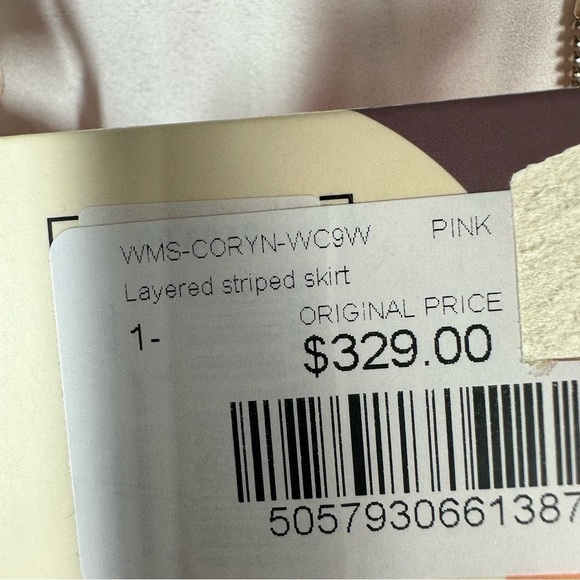 WMS-CORYN-WC9W PINK
Layered striped skirt
ORIGINAL PRICE
1- $329.00
5057930661387